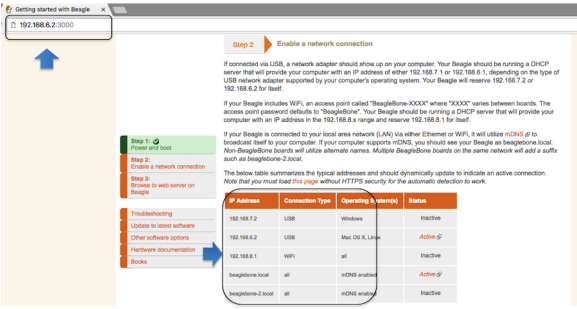 Getting started with Beagle
192.168.6.2:3000
Step 2 Enable a network connection
If connected via USB, a network adapter should show up on your computer. Your Beagle should be running a DHCP
server that will provide your computer with an IP address of either 192.168.7.1 or 192.168.6.1, depending on the type of
USB network adapter supported by your computer's operating system. Your Beagle will reserve 192.168.7.2 or
192.168.6.2 for itself.
If your Beagle includes WiFi, an access point called "BeagleBone-XXXX" where "XXXX" varies between boards. The
access point password defaults to "BeagleBone". Your Beagle should be running a DHCP server that will provide your
computer with an IP address in the 192.168.8.x range and reserve 192.168.8.1 for itself.
If your Beagle is connected to your local area network (LAN) via either Ethernet or WiFi, it will utilize mDNS to
broadcast itself to your computer. If your computer supports mDNS, you should see your Beagle as beaglebone.local.
Non-BeagleBone boards will utilize alternate names. Multiple BeagleBone boards on the same network will add a suffix
such as beaglebone-2.local.
The below table summarizes the typical addresses and should dynamically update to indicate an active connection.
Note that you must load this page without HTTPS security for the automatic detection to work.
Step 1:
Power and boot
Step 2:
Enable a network connection
Step 3:
Browse to web server on
Beagle
Troubleshooting
Update to latest software
Other software options
Hardware documentation
Books
IP Address Connection Type Operating System(s) Status
192.168.7.2 USB Windows Inactive
192.168.6.2 USB Mac OS X, Linux Active
192.168.8.1 WiFi all Inactive
beaglebone.local all mDNS enabled Active
beaglebone-2.local all mDNS enabled Inactive